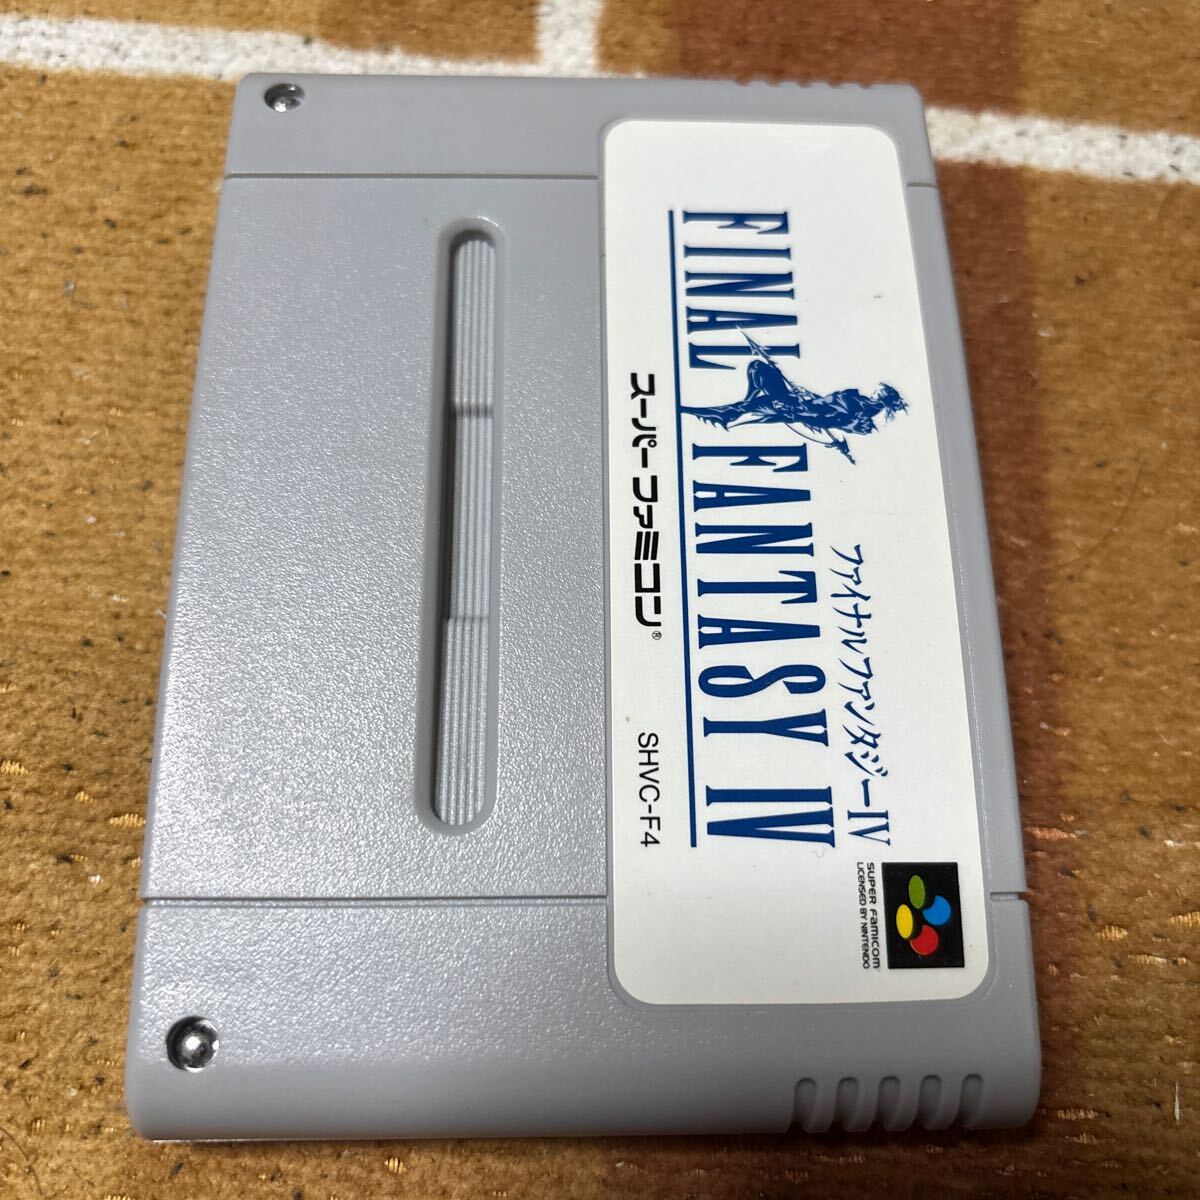 ファイナルファンタジーIV
FINAL FANTASY IV
スーパーファミコン®
SHVC-F4
SUPER FAMICOM
LICENSED BY NINTENDO